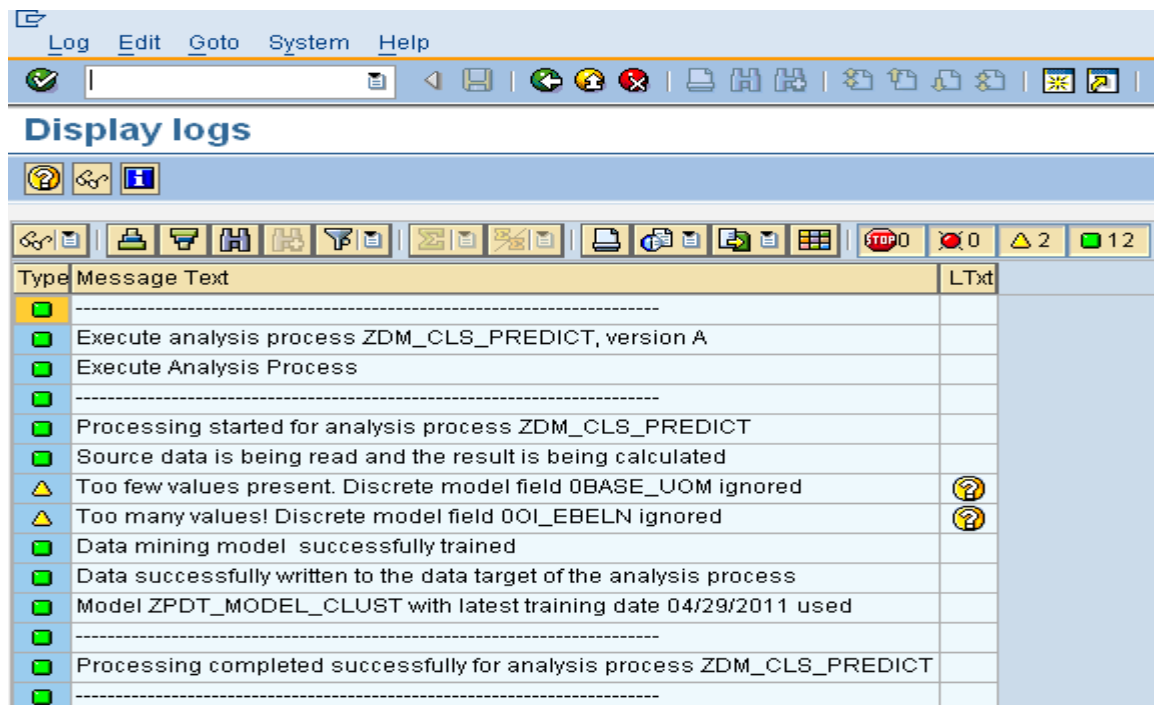 Log Edit Goto System Help
Display logs
STOP 0 0 2 12
Type Message Text LTxt
--------------------------------------------------------------------------
Execute analysis process ZDM_CLS_PREDICT, version A
Execute Analysis Process
--------------------------------------------------------------------------
Processing started for analysis process ZDM_CLS_PREDICT
Source data is being read and the result is being calculated
Too few values present. Discrete model field 0BASE_UOM ignored
Too many values! Discrete model field 0OI_EBELN ignored
Data mining model  successfully trained
Data successfully written to the data target of the analysis process
Model ZPDT_MODEL_CLUST with latest training date 04/29/2011 used
--------------------------------------------------------------------------
Processing completed successfully for analysis process ZDM_CLS_PREDICT
--------------------------------------------------------------------------